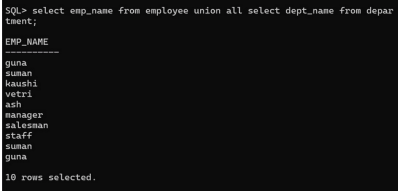 SQL> select emp_name from employee union all select dept_name from depar
tment;
EMP_NAME
----------
guna
suman
kaushi
vetri
ash
manager
salesman
staff
suman
guna
10 rows selected.